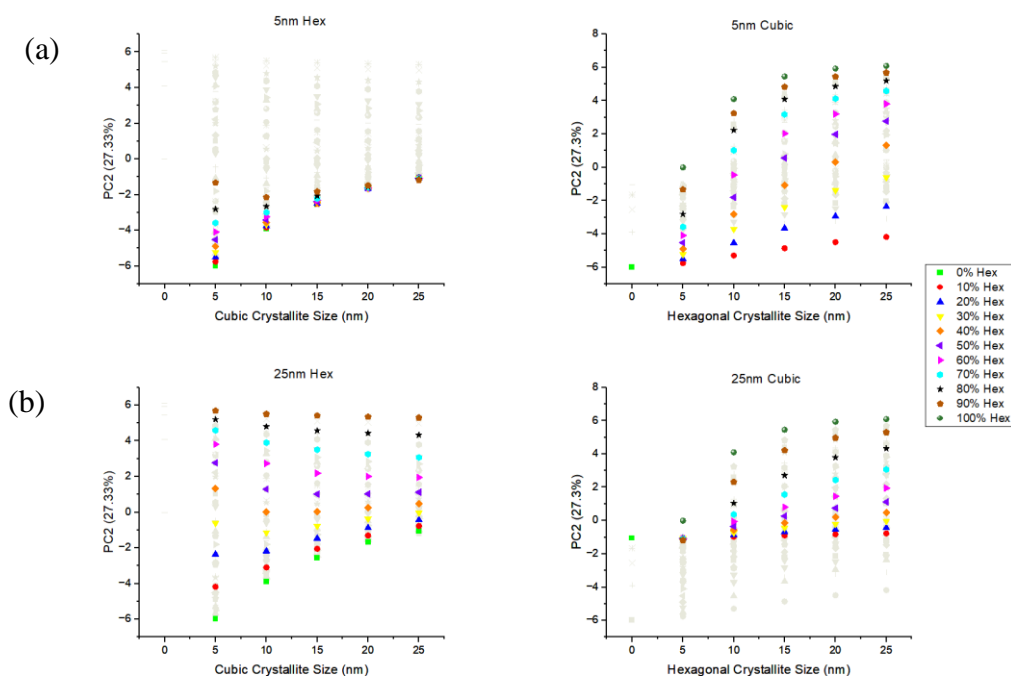 (a)
5nm Hex
PC2 (27.33%)
6
4
2
0
−2
−4
−6
0 5 10 15 20 25
Cubic Crystallite Size (nm)
5nm Cubic
PC2 (27.3%)
8
6
4
2
0
−2
−4
−6
0 5 10 15 20 25
Hexagonal Crystallite Size (nm)
0% Hex
10% Hex
20% Hex
30% Hex
40% Hex
50% Hex
60% Hex
70% Hex
80% Hex
90% Hex
100% Hex
(b)
25nm Hex
PC2 (27.33%)
6
4
2
0
−2
−4
−6
0 5 10 15 20 25
Cubic Crystallite Size (nm)
25nm Cubic
PC2 (27.3%)
8
6
4
2
0
−2
−4
−6
0 5 10 15 20 25
Hexagonal Crystallite Size (nm)